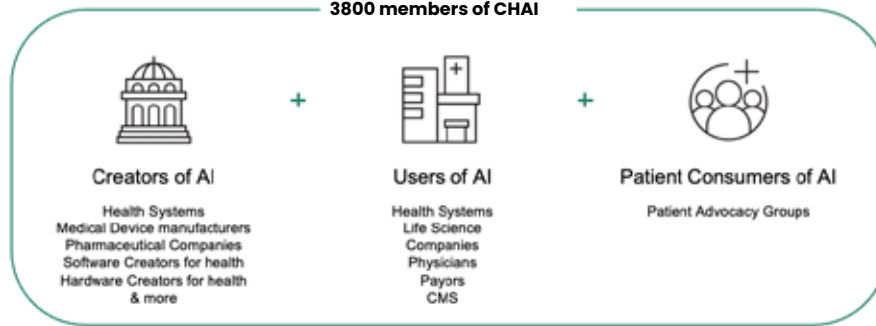 3800 members of CHAI
Creators of AI
Health Systems
Medical Device manufacturers
Pharmaceutical Companies
Software Creators for health
Hardware Creators for health
& more
Users of AI
Health Systems
Life Science
Companies
Physicians
Payors
CMS
Patient Consumers of AI
Patient Advocacy Groups